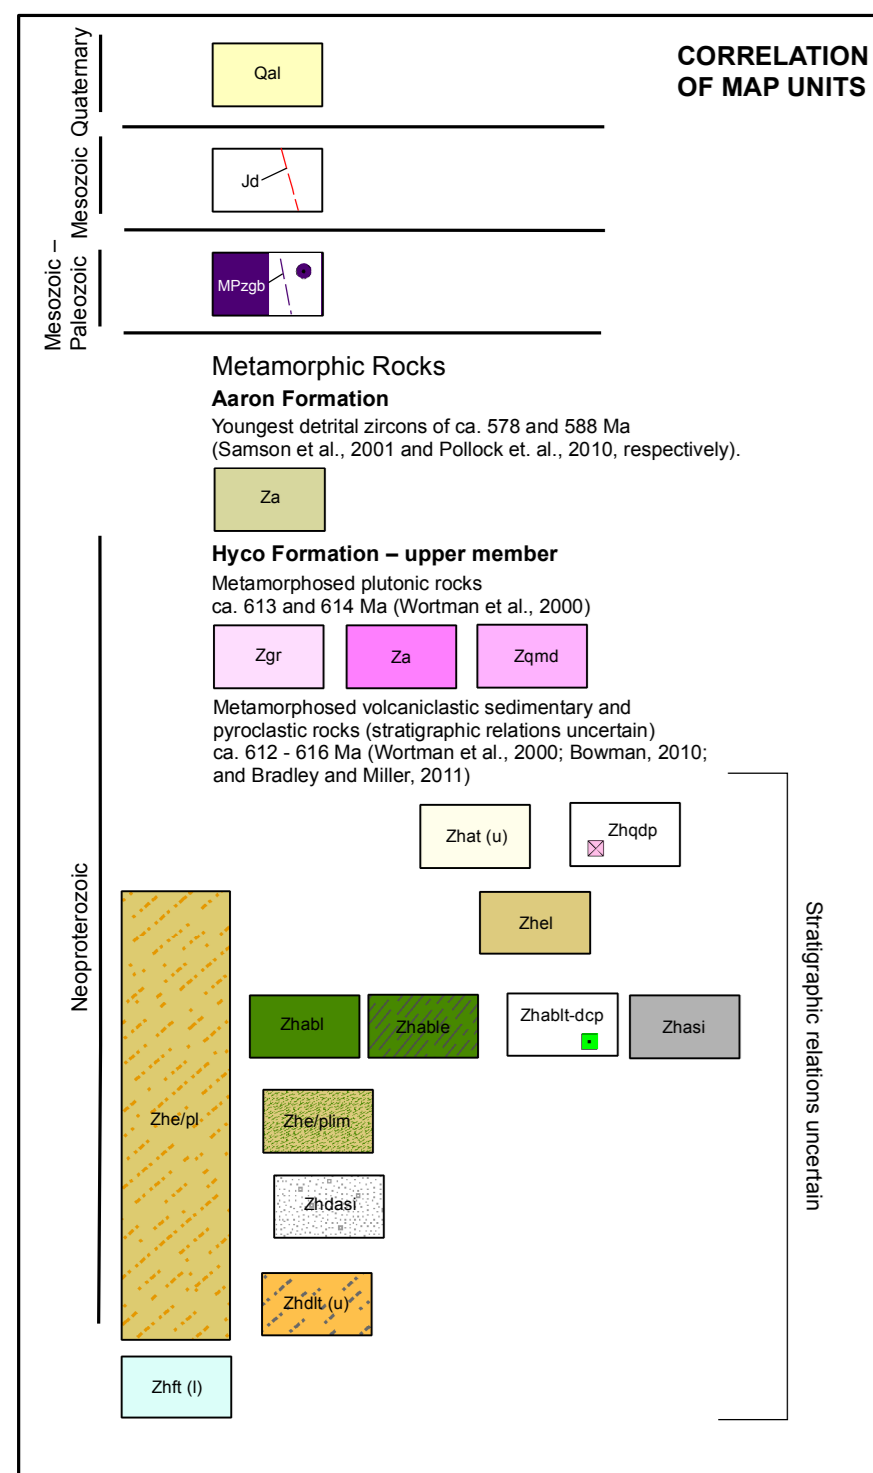 CORRELATION
OF MAP UNITS
Quaternary
Qal
Mesozoic
Jd
Mesozoic –
Paleozoic
MPzgb
Metamorphic Rocks
Aaron Formation
Youngest detrital zircons of ca. 578 and 588 Ma
(Samson et al., 2001 and Pollock et. al., 2010, respectively).
Za
Neoproterozoic
Hyco Formation – upper member
Metamorphosed plutonic rocks
ca. 613 and 614 Ma (Wortman et al., 2000)
Zgr
Za
Zqmd
Metamorphosed volcaniclastic sedimentary and
pyroclastic rocks (stratigraphic relations uncertain)
ca. 612 - 616 Ma (Wortman et al., 2000; Bowman, 2010;
and Bradley and Miller, 2011)
Stratigraphic relations uncertain
Zhat (u)
Zhqdp
Zhel
Zhabl
Zhable
Zhablt-dcp
Zhasi
Zhe/pl
Zhe/plim
Zhdasi
Zhdlt (u)
Zhft (l)